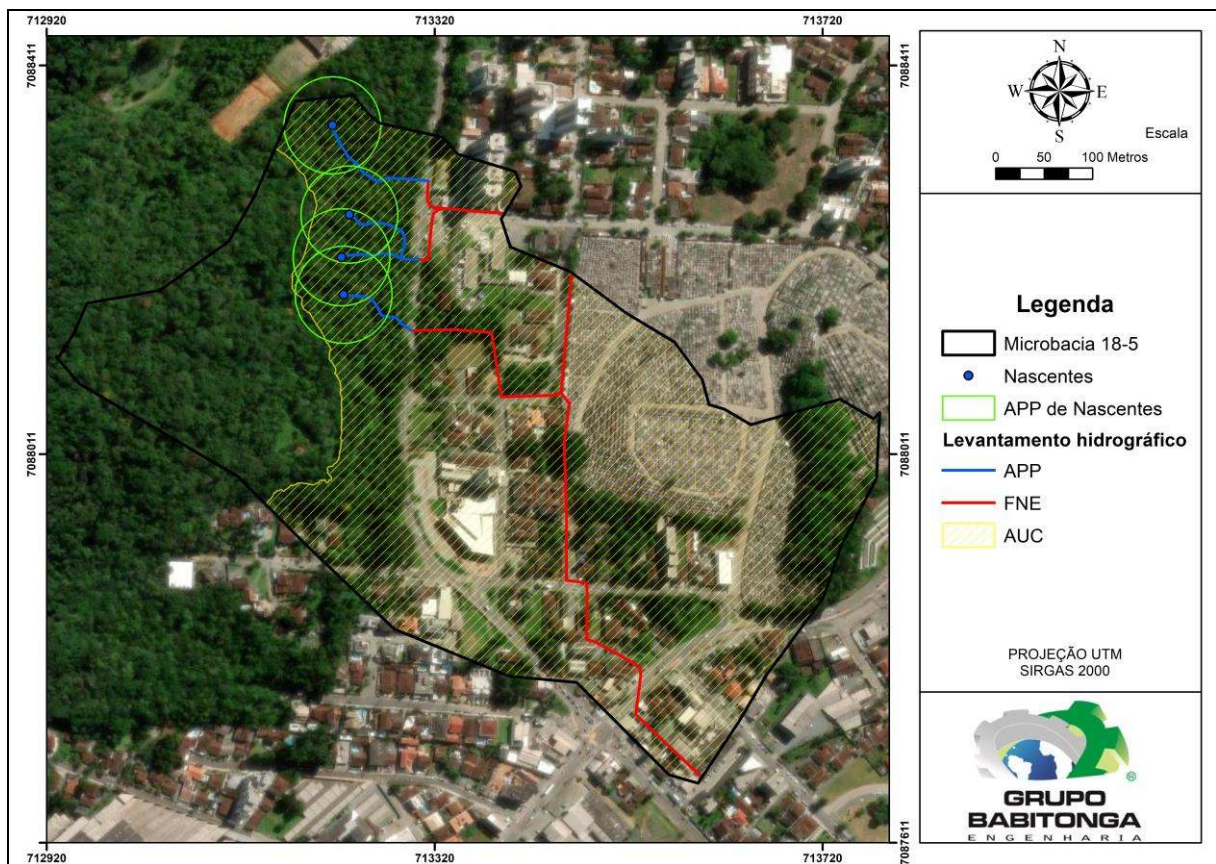 712920
713320
713720
7088411
7088411
7088011
7088011
7087611
712920
713320
713720
N
W E
S
Escala
0 50 100 Metros
Legenda
Microbacia 18-5
Nascentes
APP de Nascentes
Levantamento hidrográfico
APP
FNE
AUC
PROJEÇÃO UTM
SIRGAS 2000
®
GRUPO
BABITONGA
ENGENHARIA